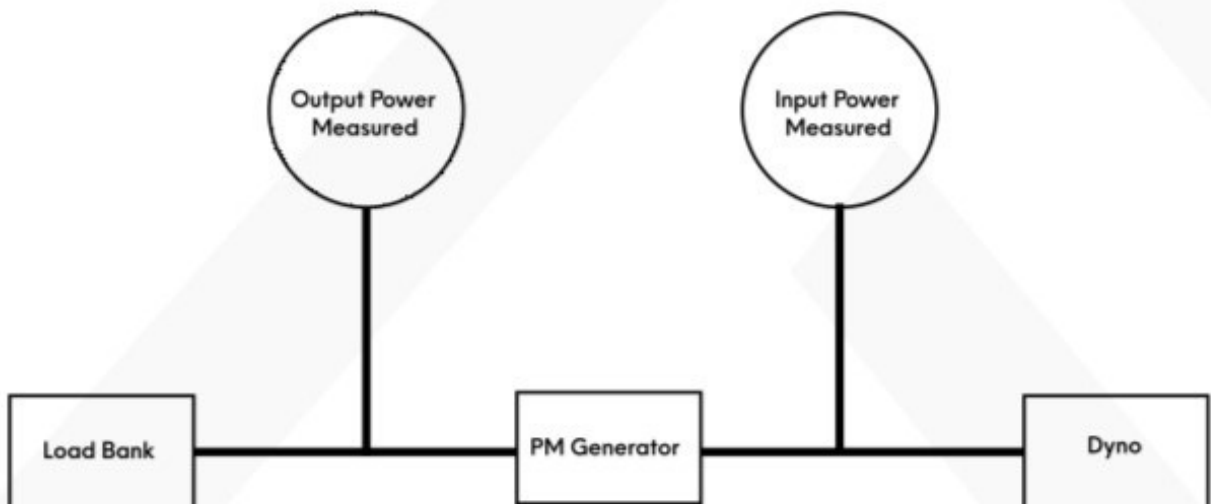 Output Power
Measured
Input Power
Measured
Load Bank
PM Generator
Dyno